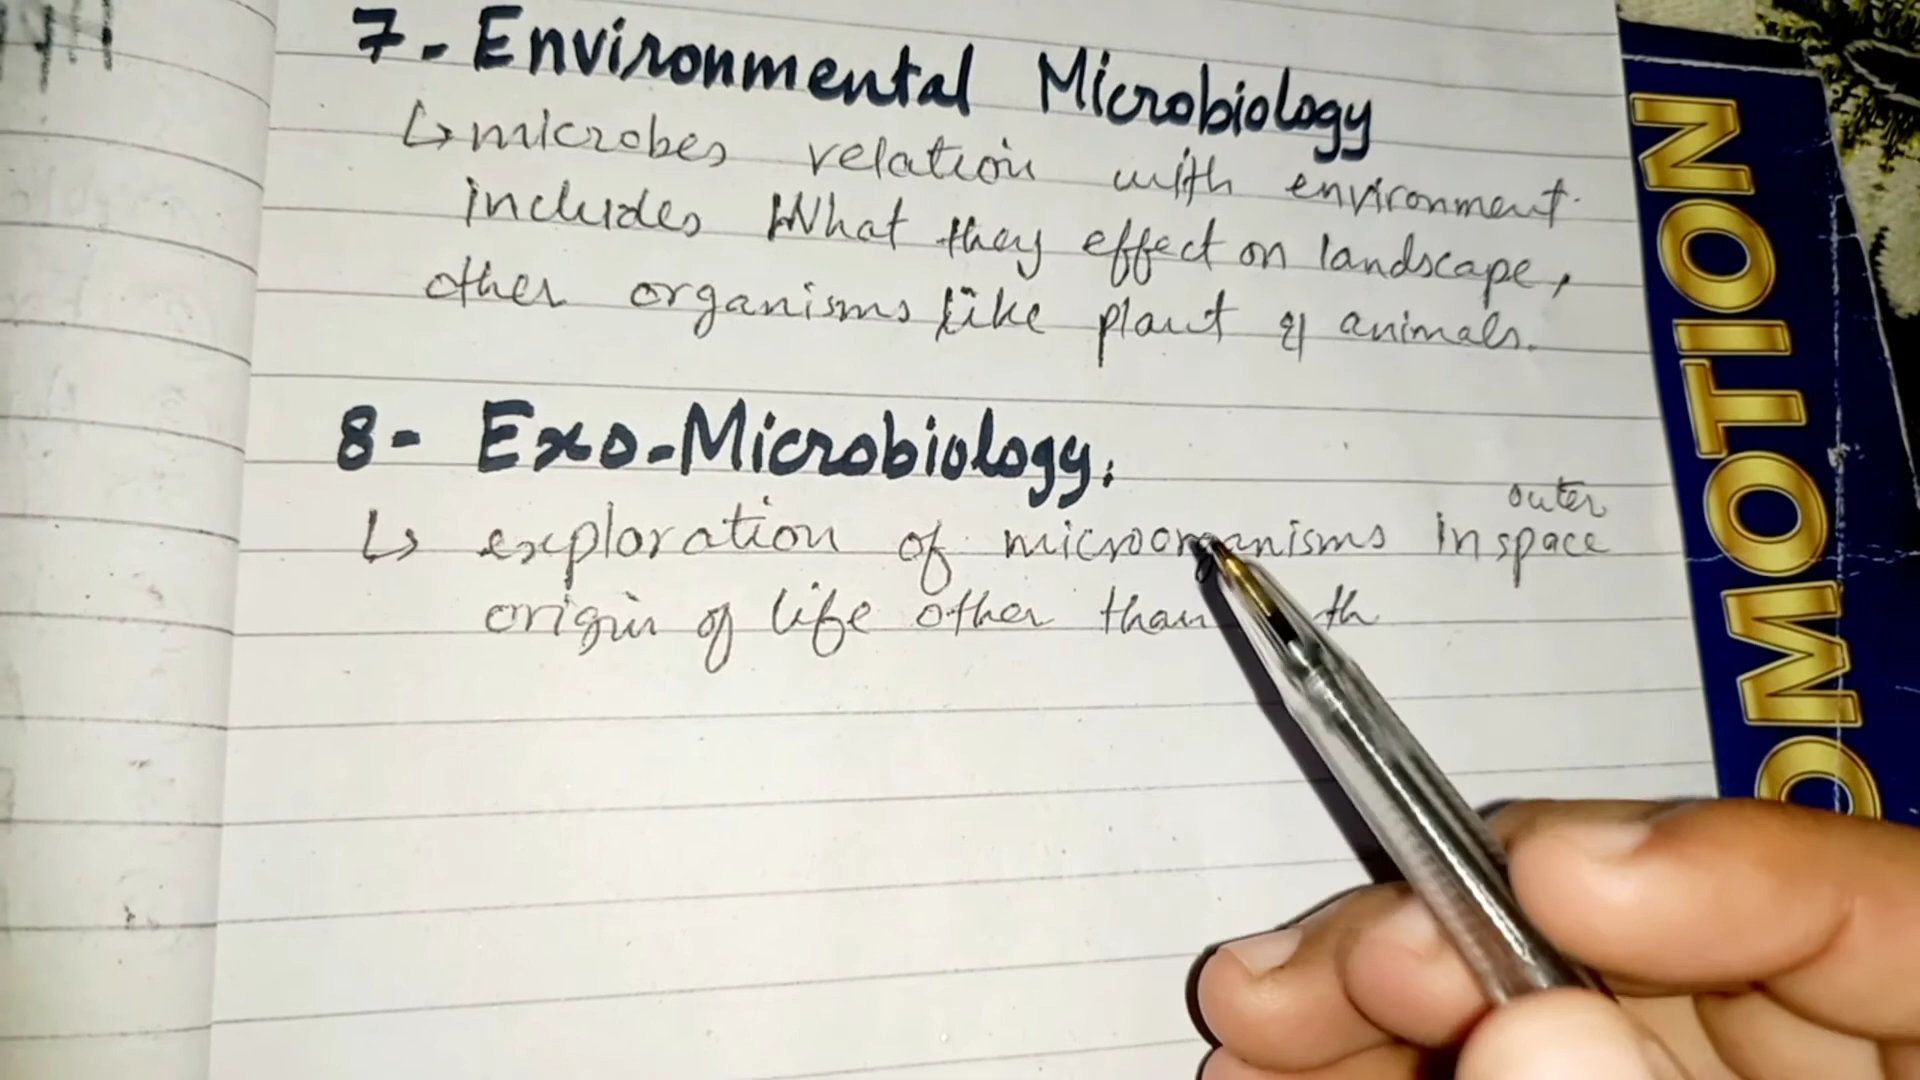 7- Environmental Microbiology
↳ microbes relation with environment.
includes What they effect on landscape,
other organisms like plant & animals.
8- Exo-Microbiology.
outer
↳ exploration of microorganisms in space
origin of life other than
OMOTION